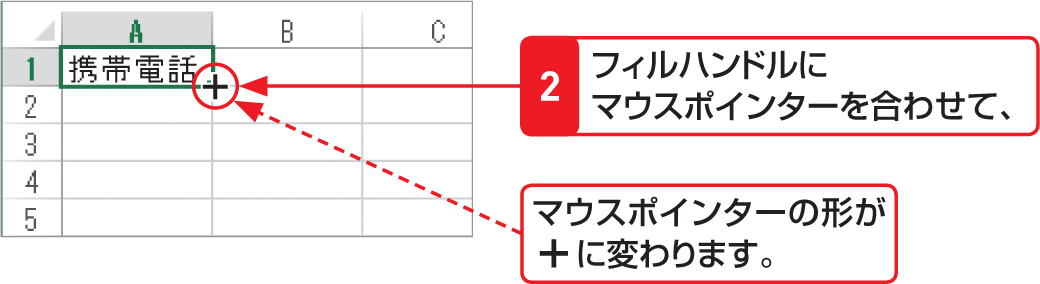 A B C
1 携帯電話
2
3
4
5
2 フィルハンドルに
マウスポインターを合わせて、
マウスポインターの形が
+に変わります。